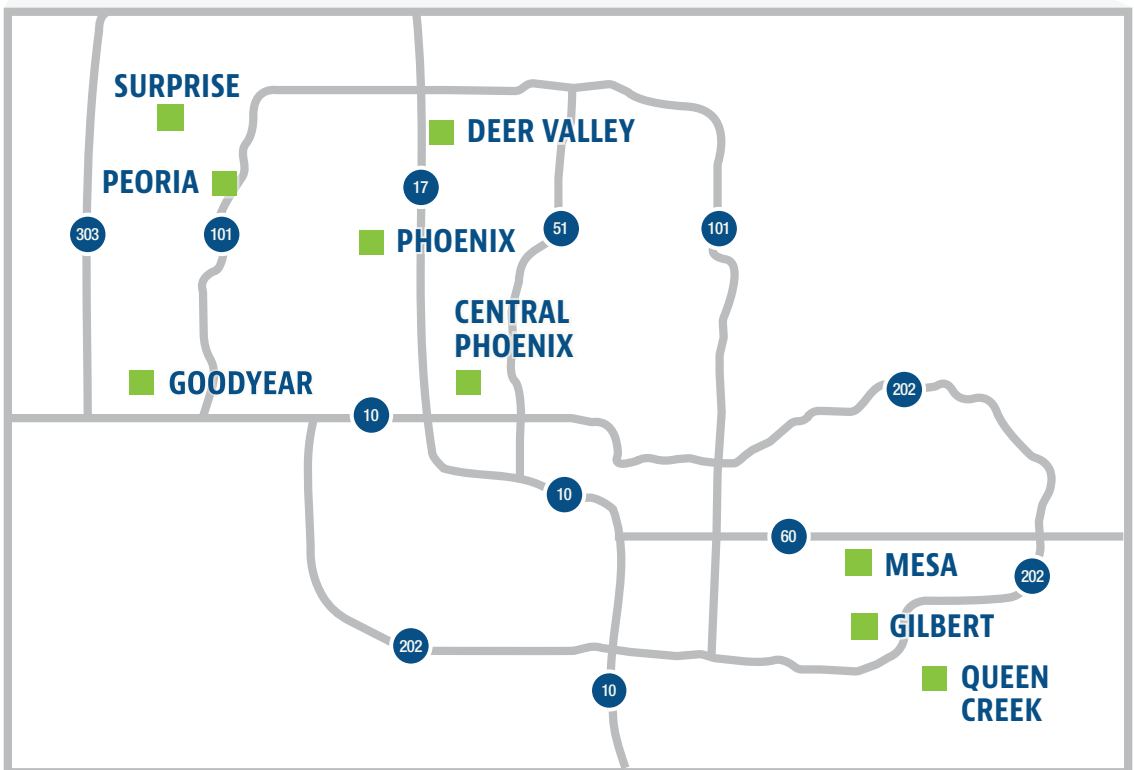 SURPRISE
DEER VALLEY
PEORIA
17
303
101
PHOENIX
51
101
CENTRAL
PHOENIX
GOODYEAR
10
202
10
60
MESA
202
GILBERT
202
QUEEN
CREEK
10